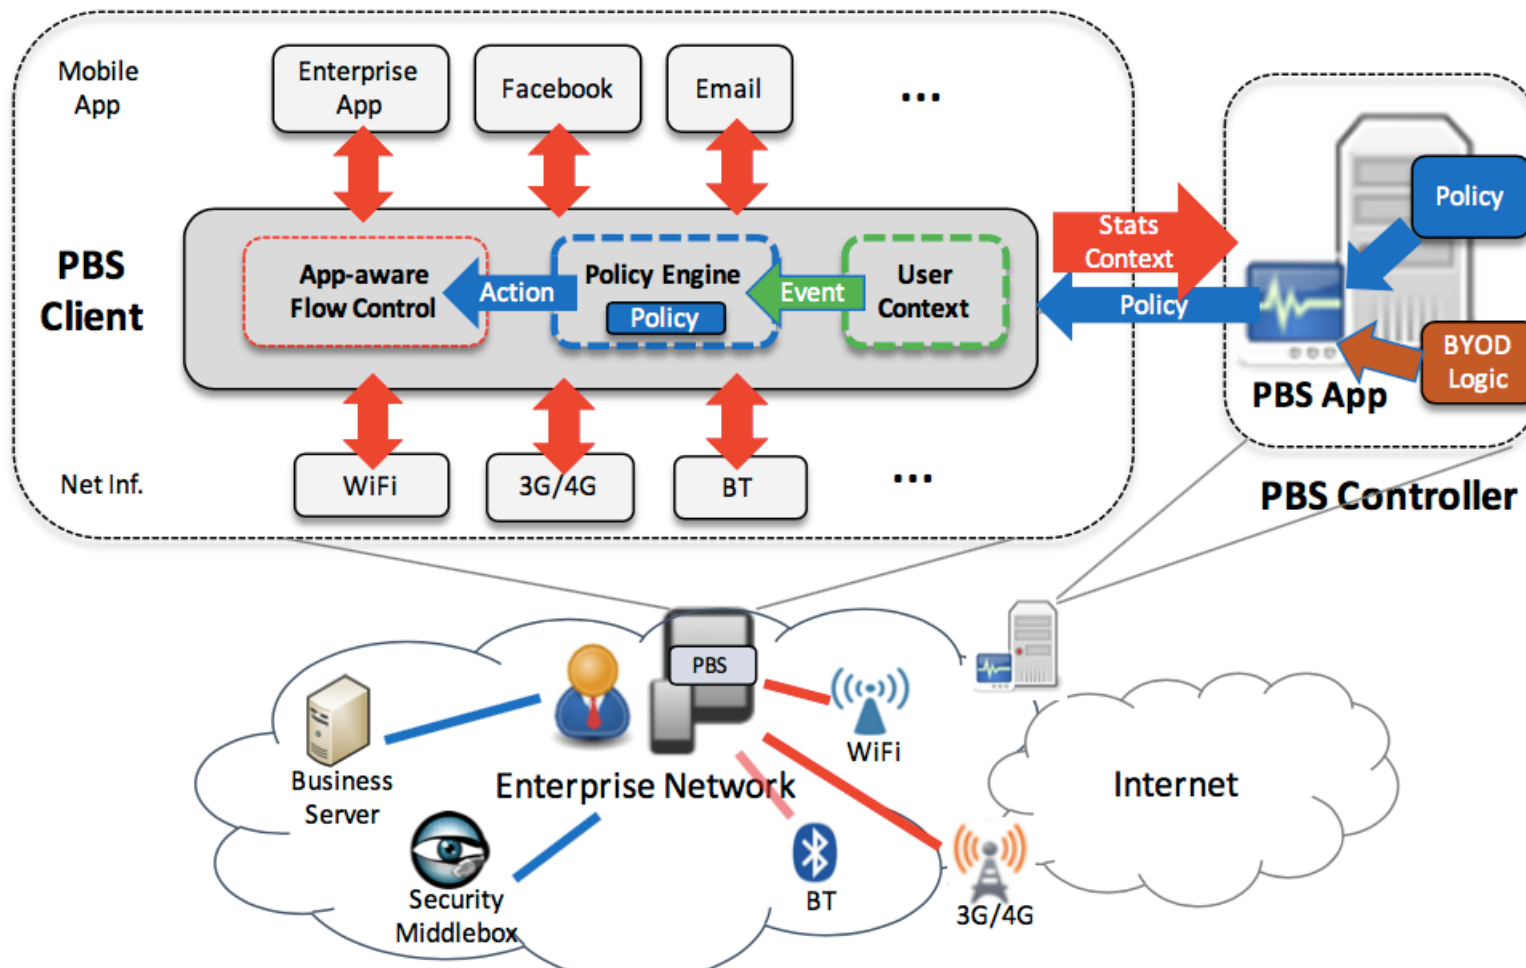 Mobile
App
Enterprise
App
Facebook
Email
...
PBS
Client
App-aware
Flow Control
Action
Policy Engine
Policy
Event
User
Context
Stats
Context
Policy
Policy
BYOD
Logic
PBS App
PBS Controller
Net Inf.
WiFi
3G/4G
BT
...
PBS
WiFi
Business
Server
Enterprise Network
Internet
Security
Middlebox
BT
3G/4G